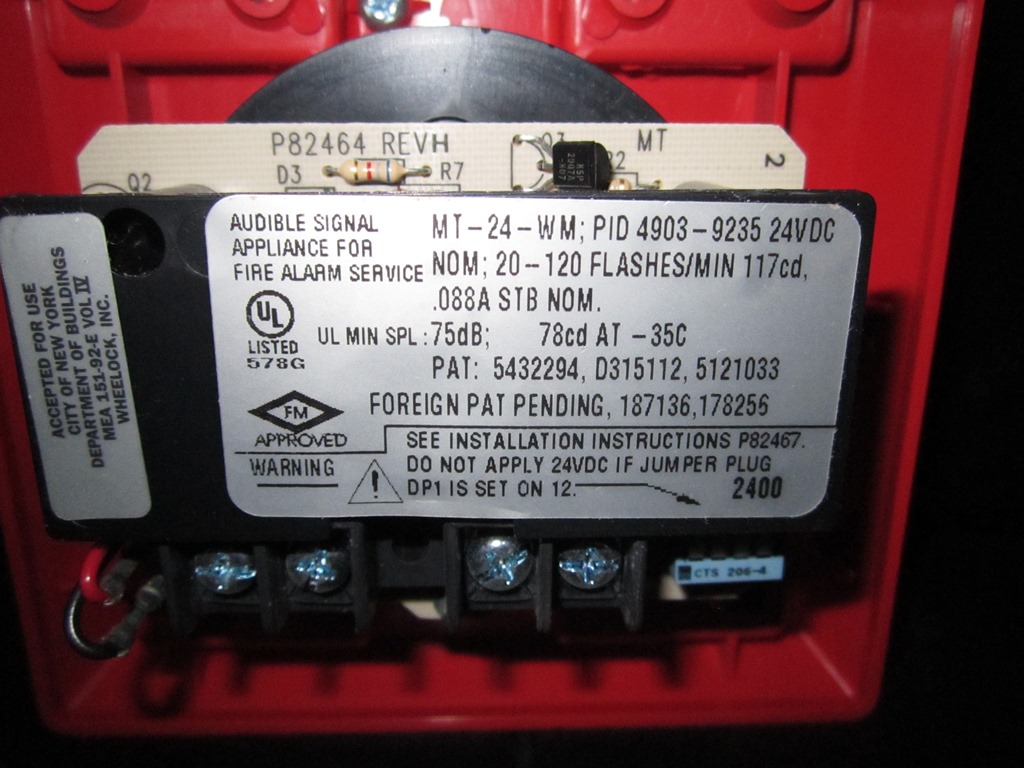 P82464 REVH
MT
2
D3
R7
Q2
KSP
2907A
AUDIBLE SIGNAL
APPLIANCE FOR
FIRE ALARM SERVICE
MT-24-WM; PID 4903-9235 24VDC
NOM; 20-120 FLASHES/MIN 117cd,
.088A STB NOM.
UL
LISTED
578G
UL MIN SPL: 75dB; 78cd AT -35C
PAT: 5432294, D315112, 5121033
FOREIGN PAT PENDING, 187136,178256
FM
APPROVED
SEE INSTALLATION INSTRUCTIONS P82467.
WARNING
!
DO NOT APPLY 24VDC IF JUMPER PLUG
DP1 IS SET ON 12.
2400
ACCEPTED FOR USE
CITY OF NEW YORK
DEPARTMENT OF BUILDINGS
MEA 151-92-E VOL IV
WHEELOCK, INC.
CTS 206-4